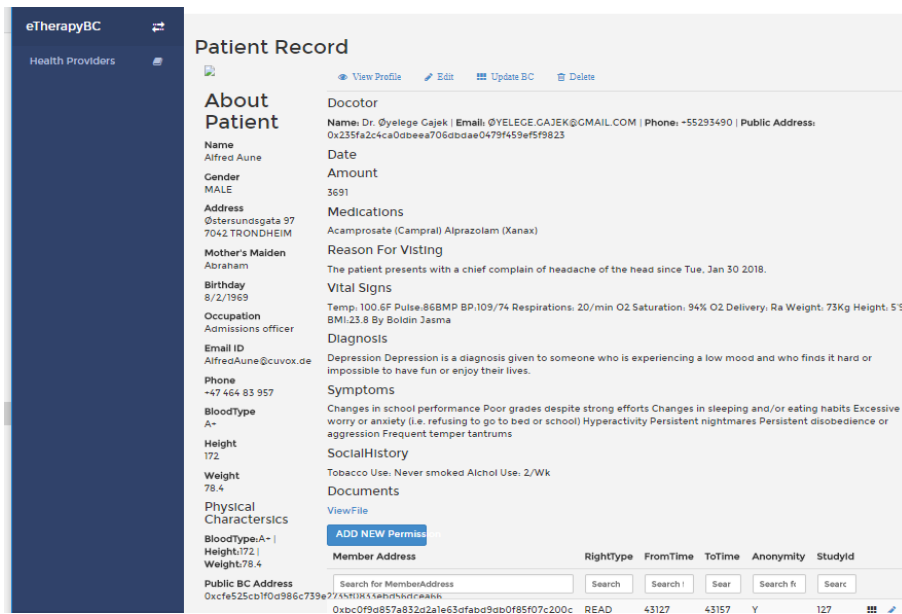 eTherapyBC
Health Providers
Patient Record
About
Patient
Name
Alfred Aune
Gender
MALE
Address
Østersundsgata 97
7042 TRONDHEIM
Mother's Maiden
Abraham
Birthday
8/2/1969
Occupation
Admissions officer
Email ID
AlfredAune@cuvox.de
Phone
+47 464 83 957
BloodType
A+
Height
172
Weight
78.4
Physical
Charactersics
BloodType:A+ |
Height:172 |
Weight:78.4
Public BC Address
View Profile Edit Update BC Delete
Docotor
Name: Dr. Øyelege Gajek | Email: ØYELEGE.GAJEK@GMAIL.COM | Phone: +55293490 | Public Address:
0x235fa2c4ca0dbeea706dbdae0479f459ef5f9823
Date
Amount
3691
Medications
Acamprosate (Campral) Alprazolam (Xanax)
Reason For Visting
The patient presents with a chief complain of headache of the head since Tue, Jan 30 2018.
Vital Signs
Temp: 100.6F Pulse:86BMP BP:109/74 Respirations: 20/min O2 Saturation: 94% O2 Delivery: Ra Weight: 73Kg Height: 5'9
BMI:23.8 By Boldin Jasma
Diagnosis
Depression Depression is a diagnosis given to someone who is experiencing a low mood and who finds it hard or
impossible to have fun or enjoy their lives.
Symptoms
Changes in school performance Poor grades despite strong efforts Changes in sleeping and/or eating habits Excessive
worry or anxiety (i.e. refusing to go to bed or school) Hyperactivity Persistent nightmares Persistent disobedience or
aggression Frequent temper tantrums
SocialHistory
Tobacco Use: Never smoked Alchol Use: 2/Wk
Documents
ViewFile
ADD NEW Permission
Member Address RightType FromTime ToTime Anonymity StudyId
Search for MemberAddress Search Search Sear Search fo Searc
0xbc0f9d857a832d2a1e63dfabd9db0f85f07c200c READ 43127 43157 Y 127